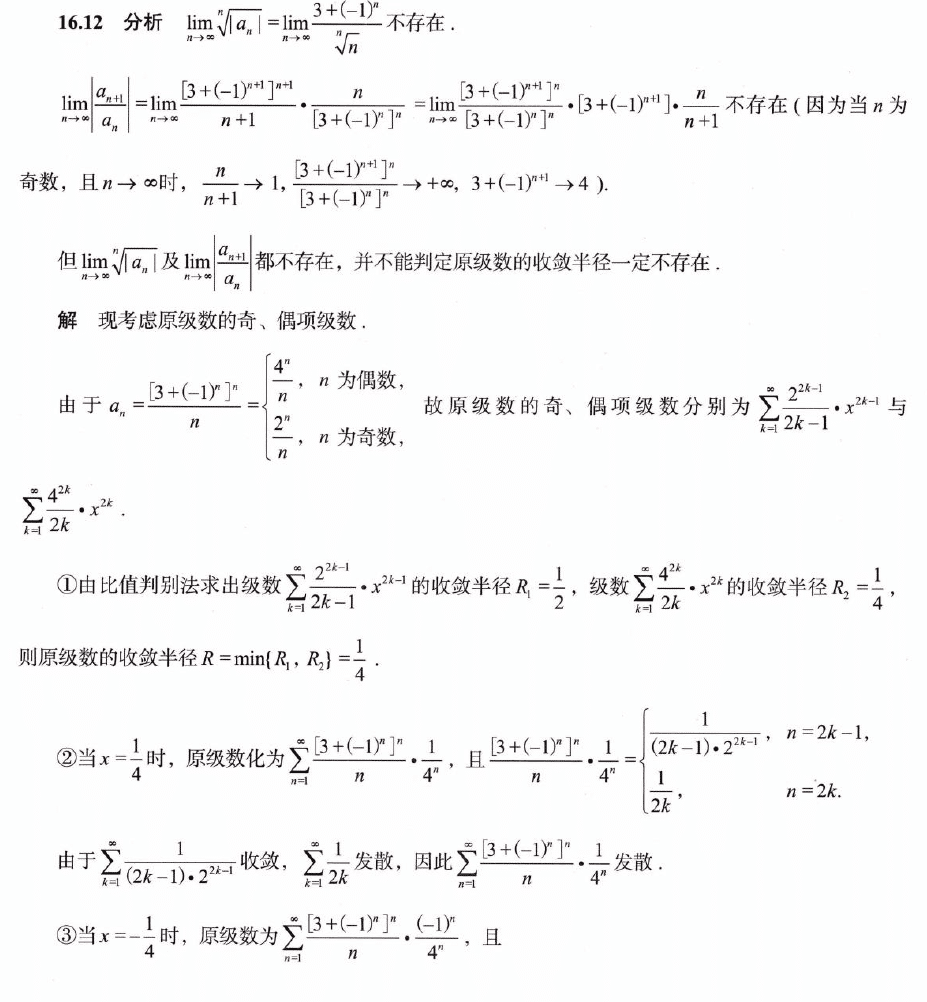 16.12 分析 $\lim_{n\to\infty}\sqrt[n]{|a_n|}=\lim_{n\to\infty}\frac{3+(-1)^n}{\sqrt[n]{n}}$不存在.
$\lim_{n\to\infty}\left|\frac{a_{n+1}}{a_n}\right|=\lim_{n\to\infty}\frac{[3+(-1)^{n+1}]^{n+1}}{n+1}\cdot\frac{n}{[3+(-1)^n]^n}=\lim_{n\to\infty}\frac{[3+(-1)^{n+1}]^n}{[3+(-1)^n]^n}\cdot[3+(-1)^{n+1}]\cdot\frac{n}{n+1}$不存在(因为当n为
奇数，且$n\to\infty$时，$\frac{n}{n+1}\to 1$，$\frac{[3+(-1)^{n+1}]^n}{[3+(-1)^n]^n}\to+\infty$，$3+(-1)^{n+1}\to 4$).
但$\lim_{n\to\infty}\sqrt[n]{|a_n|}$及$\lim_{n\to\infty}\left|\frac{a_{n+1}}{a_n}\right|$都不存在，并不能判定原级数的收敛半径一定不存在.
解 现考虑原级数的奇、偶项级数.
由于$a_n=\frac{[3+(-1)^n]^n}{n}=\begin{cases}\frac{4^n}{n}, & n\text{ 为偶数},\\ \frac{2^n}{n}, & n\text{ 为奇数},\end{cases}$故原级数的奇、偶项级数分别为$\sum_{k=1}^{\infty}\frac{2^{2k-1}}{2k-1}\cdot x^{2k-1}$与
$\sum_{k=1}^{\infty}\frac{4^{2k}}{2k}\cdot x^{2k}$.
①由比值判别法求出级数$\sum_{k=1}^{\infty}\frac{2^{2k-1}}{2k-1}\cdot x^{2k-1}$的收敛半径$R_1=\frac{1}{2}$，级数$\sum_{k=1}^{\infty}\frac{4^{2k}}{2k}\cdot x^{2k}$的收敛半径$R_2=\frac{1}{4}$，
则原级数的收敛半径$R=\min\{R_1, R_2\}=\frac{1}{4}$.
②当$x=\frac{1}{4}$时，原级数化为$\sum_{n=1}^{\infty}\frac{[3+(-1)^n]^n}{n}\cdot\frac{1}{4^n}$，且$\frac{[3+(-1)^n]^n}{n}\cdot\frac{1}{4^n}=\begin{cases}\frac{1}{(2k-1)\cdot 2^{2k-1}}, & n=2k-1,\\ \frac{1}{2k}, & n=2k.\end{cases}$
由于$\sum_{k=1}^{\infty}\frac{1}{(2k-1)\cdot 2^{2k-1}}$收敛，$\sum_{k=1}^{\infty}\frac{1}{2k}$发散，因此$\sum_{n=1}^{\infty}\frac{[3+(-1)^n]^n}{n}\cdot\frac{1}{4^n}$发散.
③当$x=-\frac{1}{4}$时，原级数为$\sum_{n=1}^{\infty}\frac{[3+(-1)^n]^n}{n}\cdot\frac{(-1)^n}{4^n}$，且